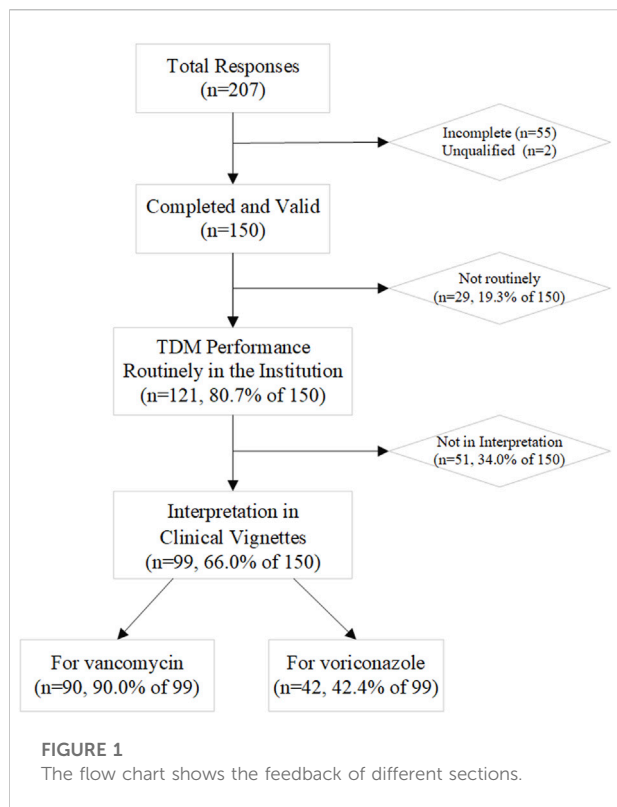 Total Responses
(n=207)
Incomplete (n=55)
Unqualified (n=2)
Completed and Valid
(n=150)
Not routinely
(n=29, 19.3% of 150)
TDM Performance
Routinely in the Institution
(n=121, 80.7% of 150)
Not in Interpretation
(n=51, 34.0% of 150)
Interpretation in
Clinical Vignettes
(n=99, 66.0% of 150)
For vancomycin
(n=90, 90.0% of 99)
For voriconazole
(n=42, 42.4% of 99)
FIGURE 1
The flow chart shows the feedback of different sections.